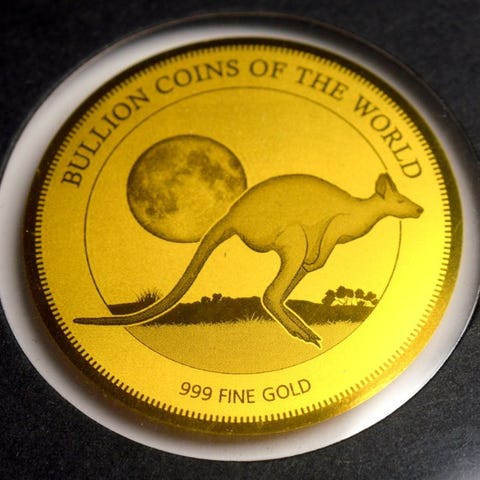 BULLION COINS OF THE WORLD
999 FINE GOLD